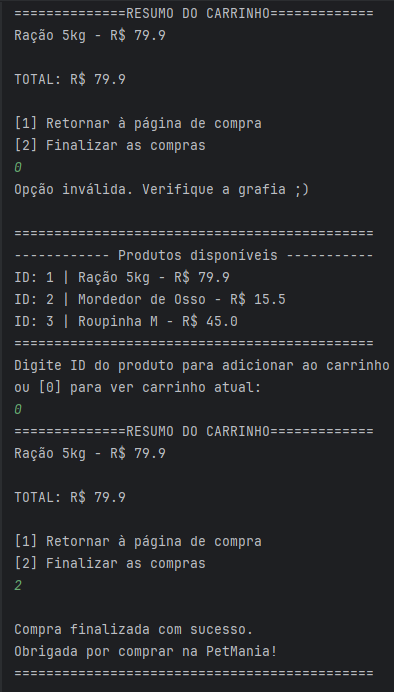 ==============RESUMO DO CARRINHO=============
Ração 5kg - R$ 79.9
TOTAL: R$ 79.9
[1] Retornar à página de compra
[2] Finalizar as compras
0
Opção inválida. Verifique a grafia ;)
=============================================
------------ Produtos disponíveis -----------
ID: 1 | Ração 5kg - R$ 79.9
ID: 2 | Mordedor de Osso - R$ 15.5
ID: 3 | Roupinha M - R$ 45.0
=============================================
Digite ID do produto para adicionar ao carrinho
ou [0] para ver carrinho atual:
0
==============RESUMO DO CARRINHO=============
Ração 5kg - R$ 79.9
TOTAL: R$ 79.9
[1] Retornar à página de compra
[2] Finalizar as compras
2
Compra finalizada com sucesso.
Obrigada por comprar na PetMania!
=============================================